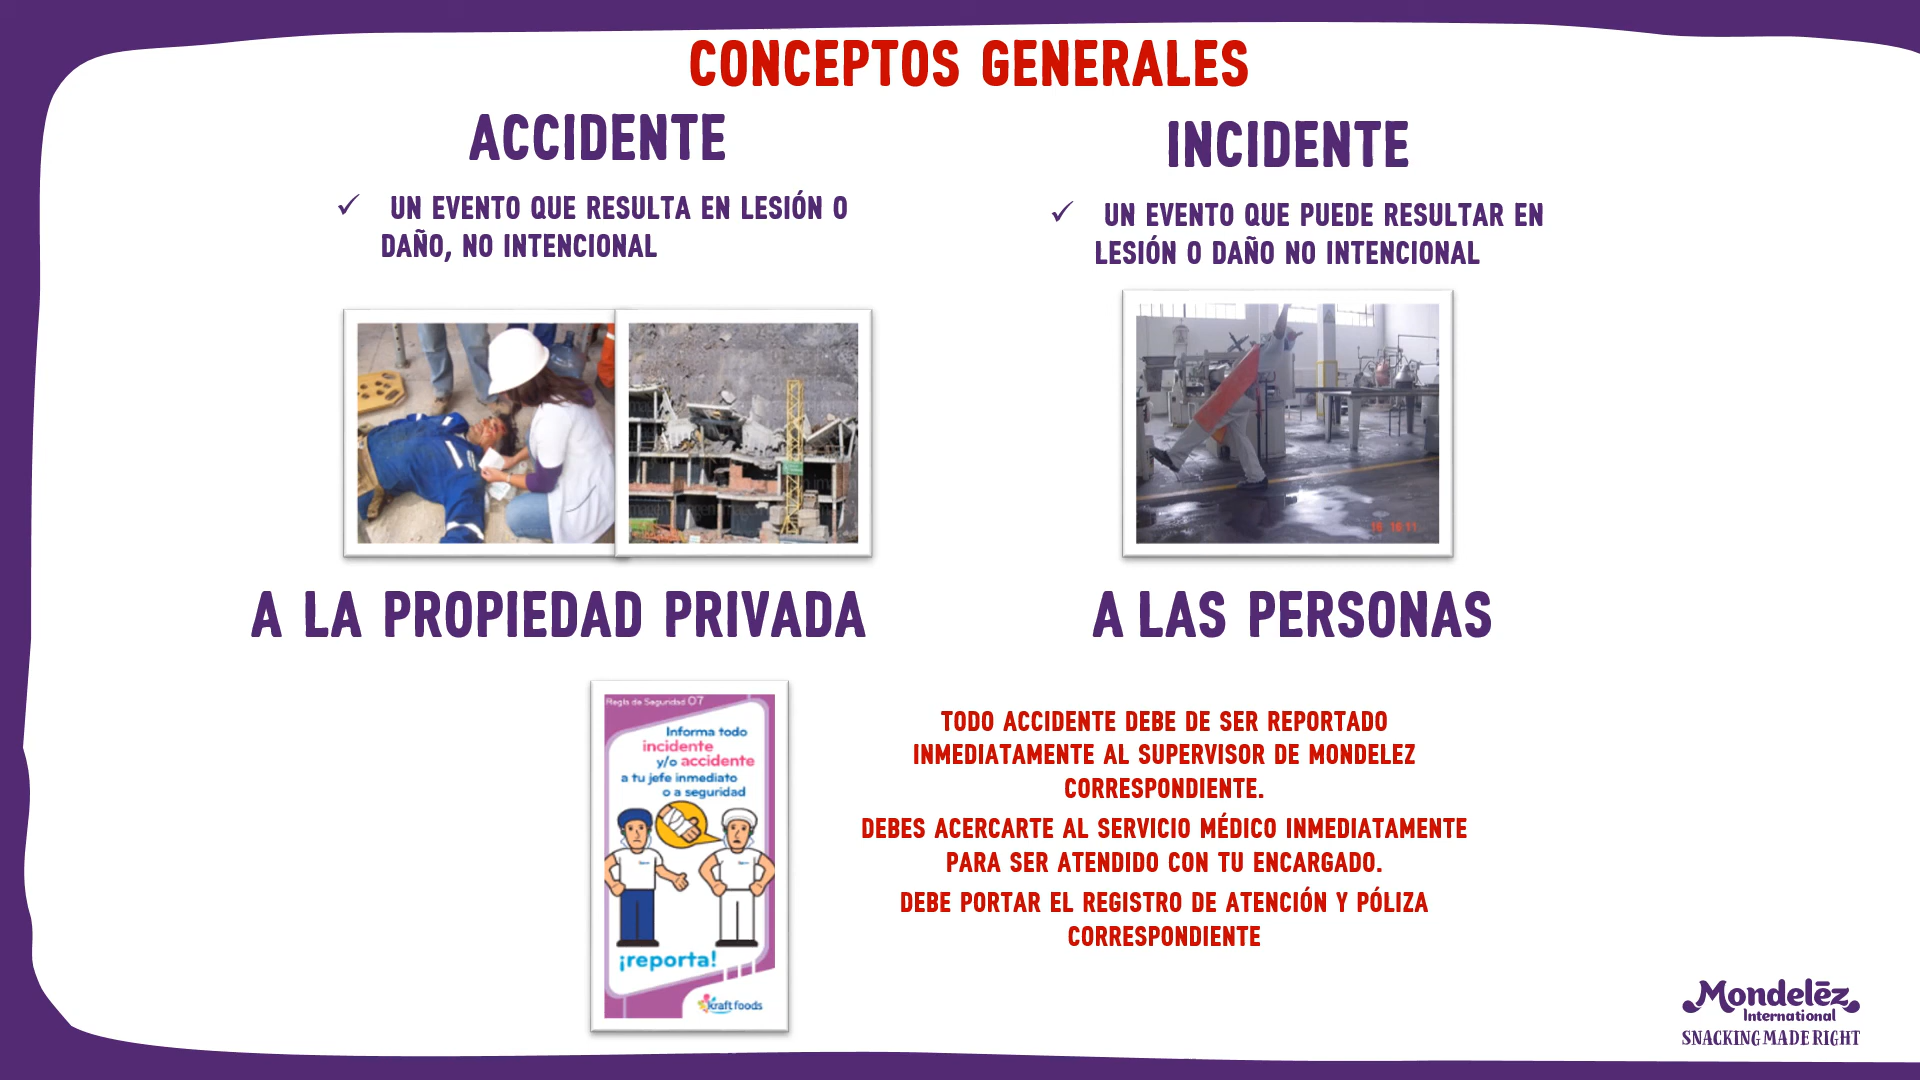 CONCEPTOS GENERALES
ACCIDENTE
✓ UN EVENTO QUE RESULTA EN LESIÓN O
DAÑO, NO INTENCIONAL
INCIDENTE
✓ UN EVENTO QUE PUEDE RESULTAR EN
LESIÓN O DAÑO NO INTENCIONAL
16 10 11
A LA PROPIEDAD PRIVADA
A LAS PERSONAS
Regla de Seguridad 07
Informa todo
incidente
y/o accidente
a tu jefe inmediato
o a seguridad
¡reporta!
kraft foods
TODO ACCIDENTE DEBE DE SER REPORTADO
INMEDIATAMENTE AL SUPERVISOR DE MONDELEZ
CORRESPONDIENTE.
DEBES ACERCARTE AL SERVICIO MÉDICO INMEDIATAMENTE
PARA SER ATENDIDO CON TU ENCARGADO.
DEBE PORTAR EL REGISTRO DE ATENCIÓN Y PÓLIZA
CORRESPONDIENTE
Mondelēz
International
SNACKING MADE RIGHT